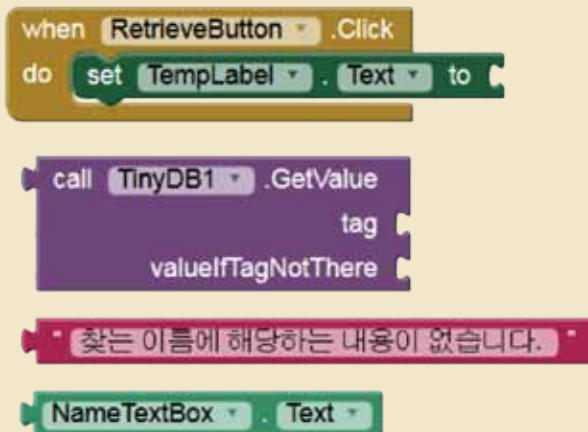 when RetrieveButton .Click
do set TempLabel . Text to
call TinyDB1 .GetValue
tag
valueIfTagNotThere
" 찾는 이름에 해당하는 내용이 없습니다. "
NameTextBox . Text